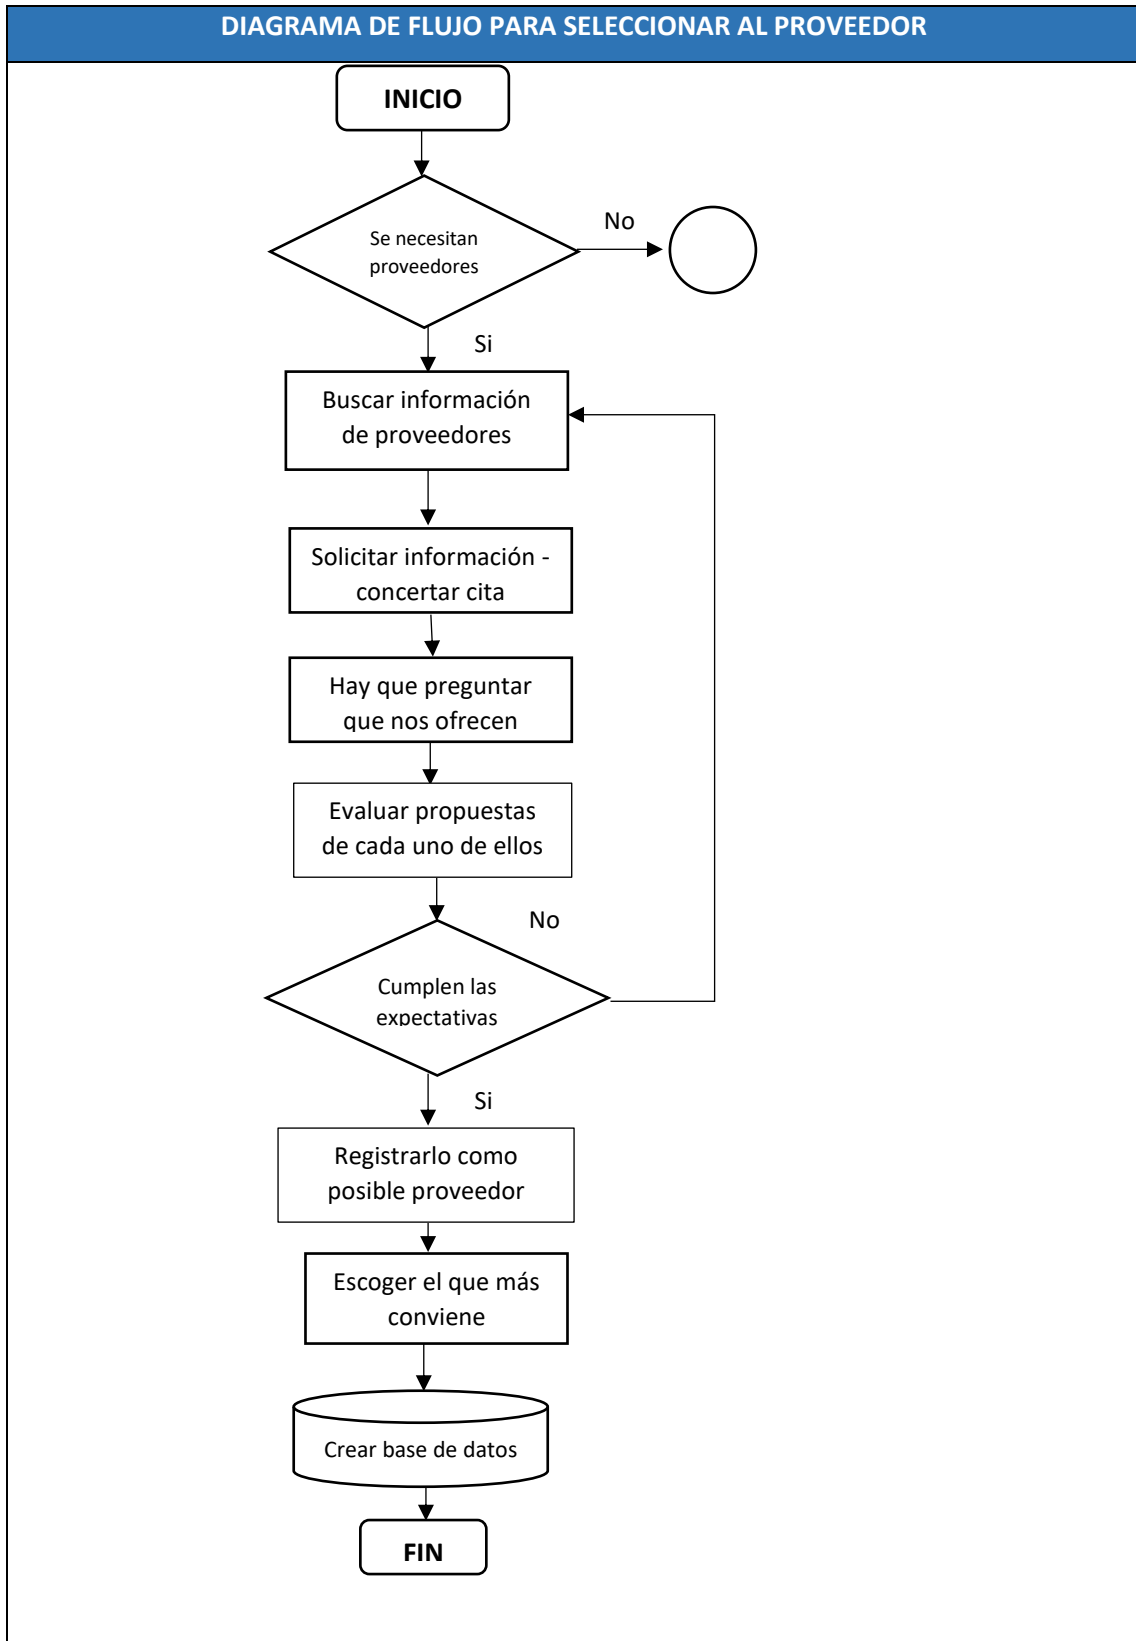 DIAGRAMA DE FLUJO PARA SELECCIONAR AL PROVEEDOR
INICIO
Se necesitan
proveedores
No
Si
Buscar información
de proveedores
Solicitar información -
concertar cita
Hay que preguntar
que nos ofrecen
Evaluar propuestas
de cada uno de ellos
No
Cumplen las
expectativas
Si
Registrarlo como
posible proveedor
Escoger el que más
conviene
Crear base de datos
FIN